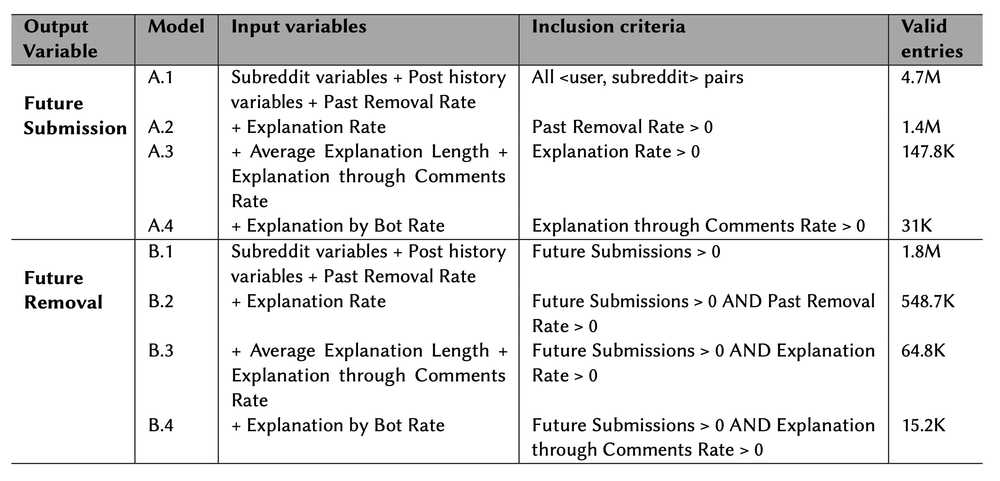 Output Variable | Model | Input variables | Inclusion criteria | Valid entries
Future Submission
A.1 | Subreddit variables + Post history | All <user, subreddit> pairs | 4.7M
variables + Past Removal Rate
A.2 | + Explanation Rate | Past Removal Rate > 0 | 1.4M
A.3 | + Average Explanation Length + | Explanation Rate > 0 | 147.8K
Explanation through Comments
Rate
A.4 | + Explanation by Bot Rate | Explanation through Comments Rate > 0 | 31K
Future Removal
B.1 | Subreddit variables + Post history | Future Submissions > 0 | 1.8M
variables + Past Removal Rate
B.2 | + Explanation Rate | Future Submissions > 0 AND Past Removal | 548.7K
Rate > 0
B.3 | + Average Explanation Length + | Future Submissions > 0 AND Explanation | 64.8K
Explanation through Comments | Rate > 0
Rate
B.4 | + Explanation by Bot Rate | Future Submissions > 0 AND Explanation | 15.2K
through Comments Rate > 0